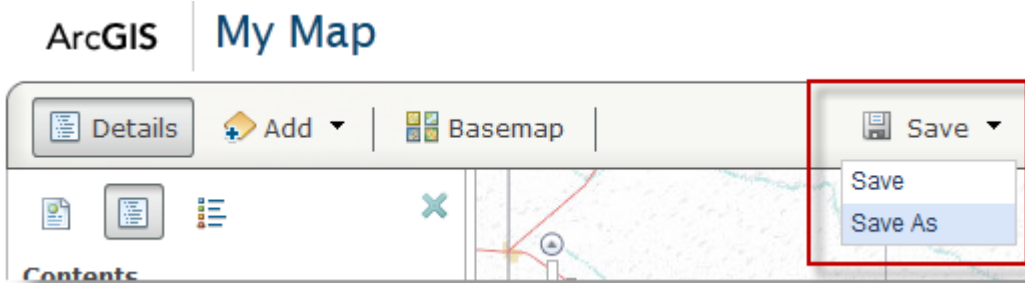 ArcGIS My Map
Details Add Basemap Save
Save
Save As
Contents